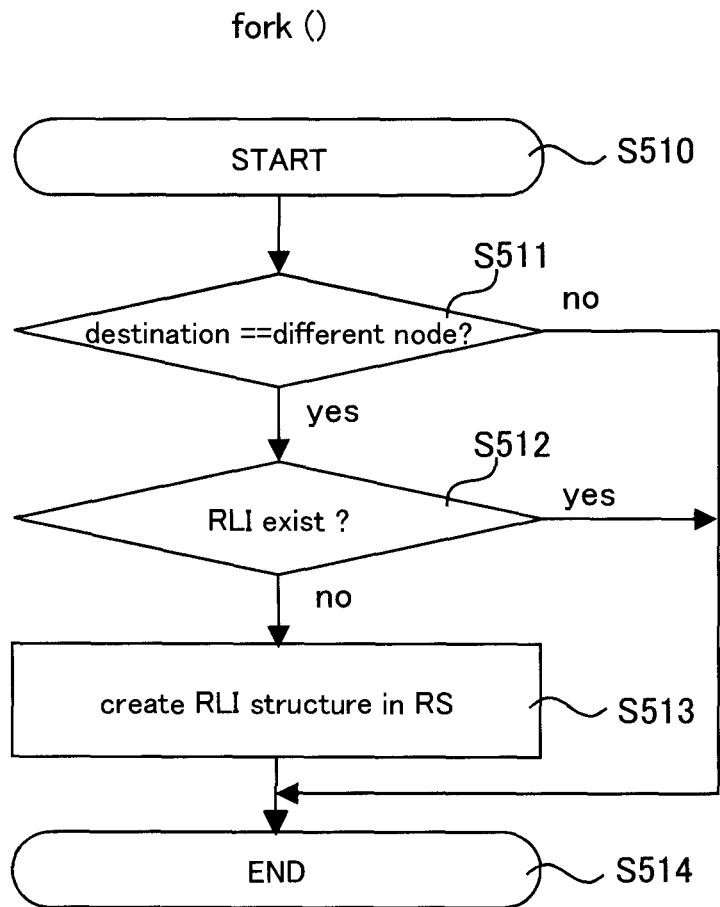 fork ()
START
S510
S511
destination ==different node?
no
yes
S512
RLI exist ?
yes
no
create RLI structure in RS
S513
END
S514